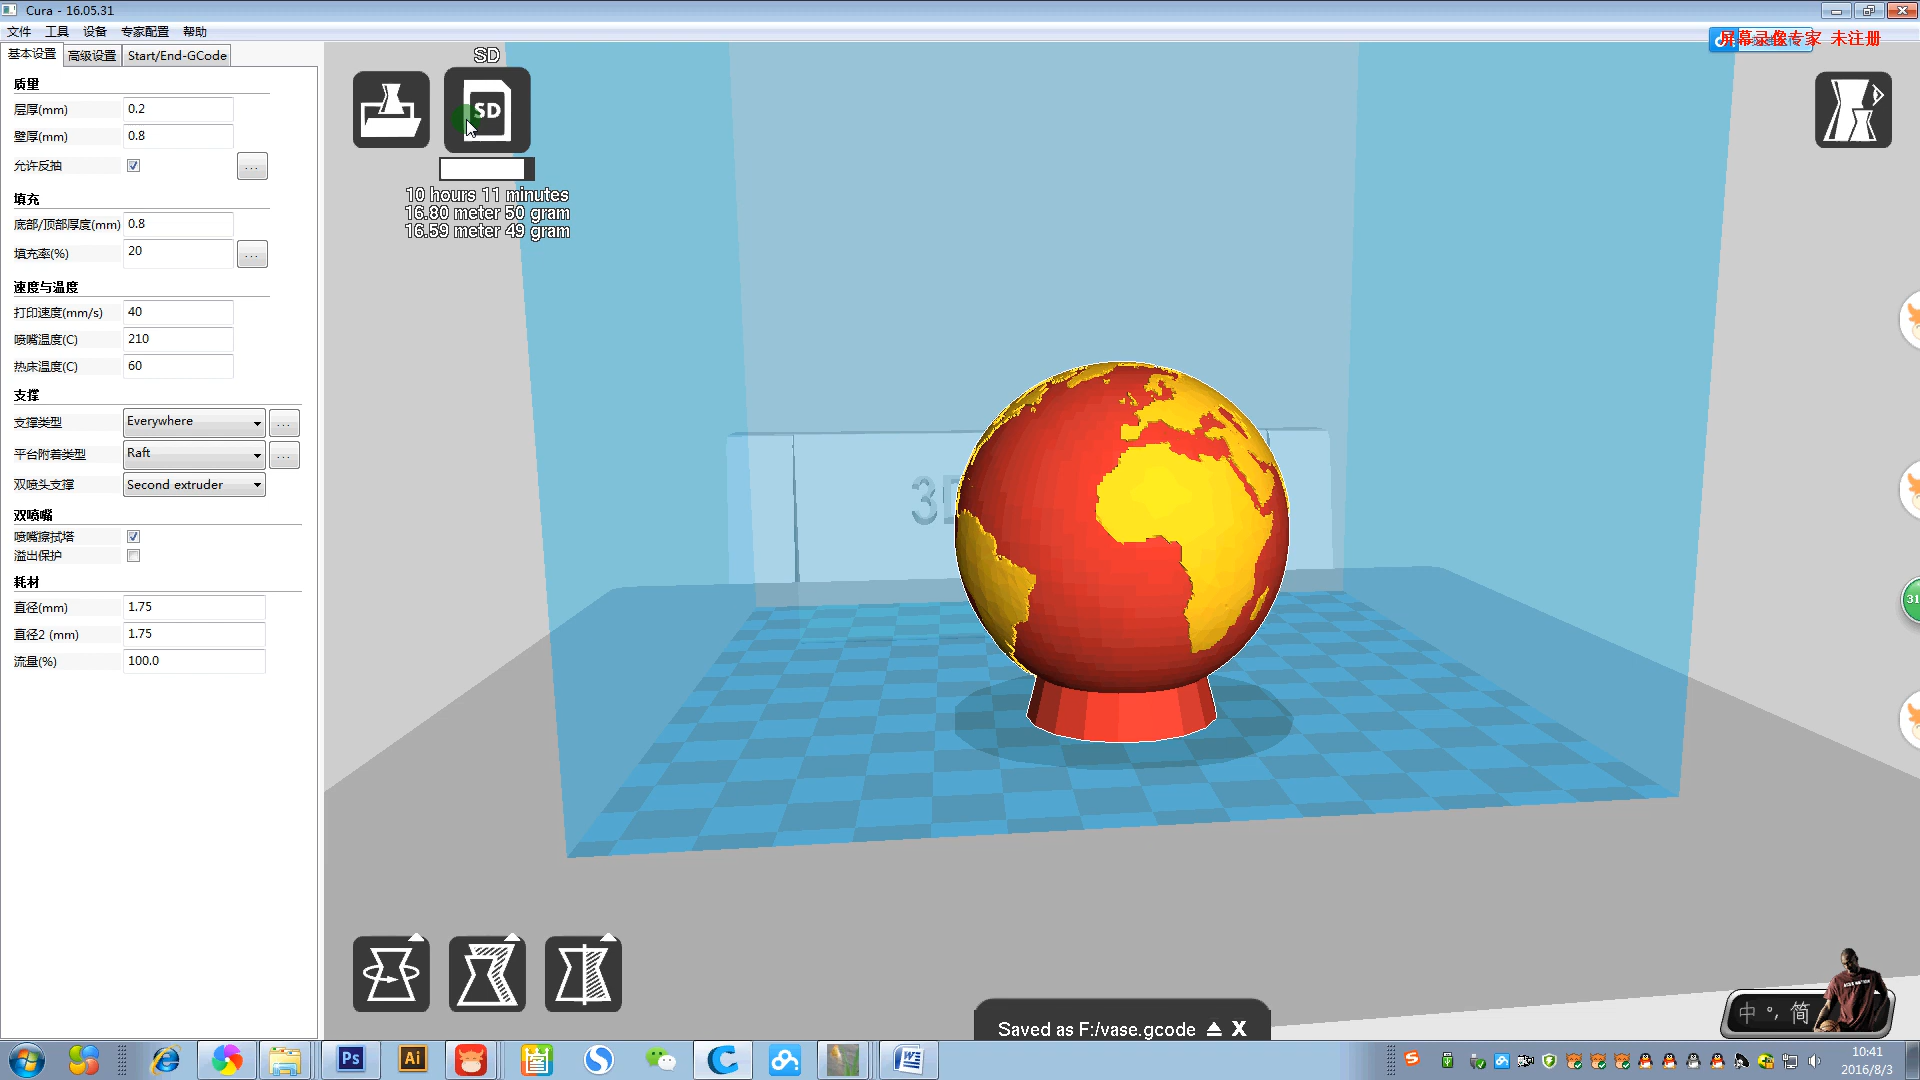 Cura - 16.05.31
文件 工具 设备 专家配置 帮助
屏幕录像专家 未注册
基本设置 高级设置 Start/End-GCode
质量
层厚(mm) 0.2
壁厚(mm) 0.8
允许反抽 ...
填充
底部/顶部厚度(mm) 0.8
填充率(%) 20 ...
速度与温度
打印速度(mm/s) 40
喷嘴温度(C) 210
热床温度(C) 60
支撑
支撑类型 Everywhere ...
平台附着类型 Raft ...
双喷头支撑 Second extruder
双喷嘴
喷嘴擦拭塔
溢出保护
耗材
直径(mm) 1.75
直径2 (mm) 1.75
流量(%) 100.0
SD
SD
10 hours 11 minutes
16.80 meter 50 gram
16.59 meter 49 gram
3D
31
Saved as F:/vase.gcode X
中 °, 简
Ps Ai
10:41
2016/8/3